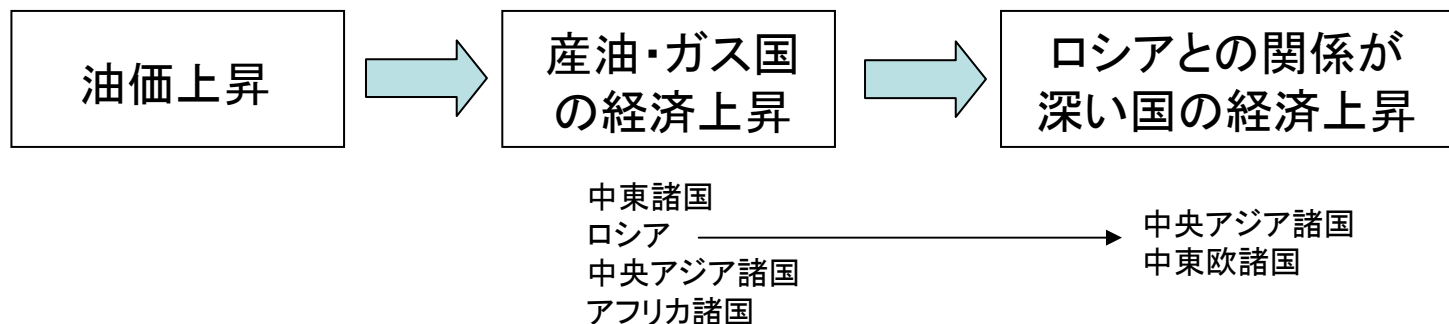 油価上昇
産油・ガス国
の経済上昇
ロシアとの関係が
深い国の経済上昇
中東諸国
ロシア
中央アジア諸国
アフリカ諸国
中央アジア諸国
中東欧諸国